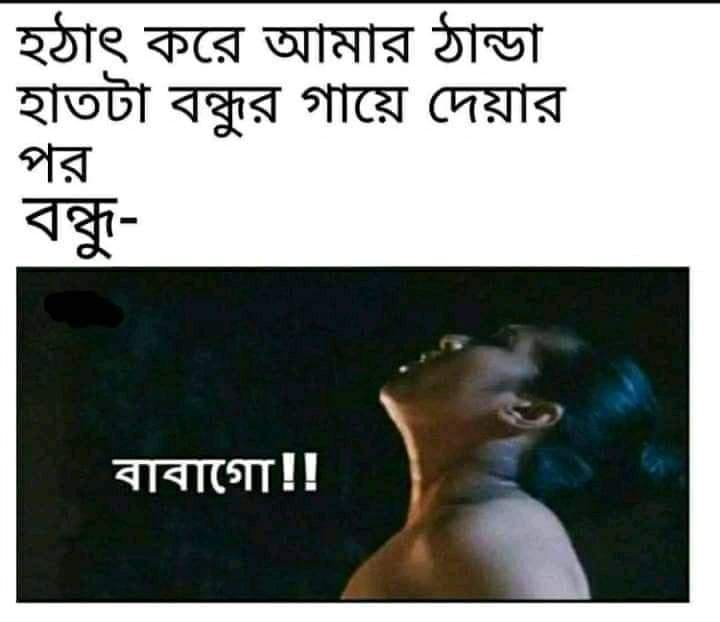 হঠাৎ করে আমার ঠান্ডা
হাতটা বন্ধুর গায়ে দেয়ার
পর
বন্ধু-
বাবাগো!!